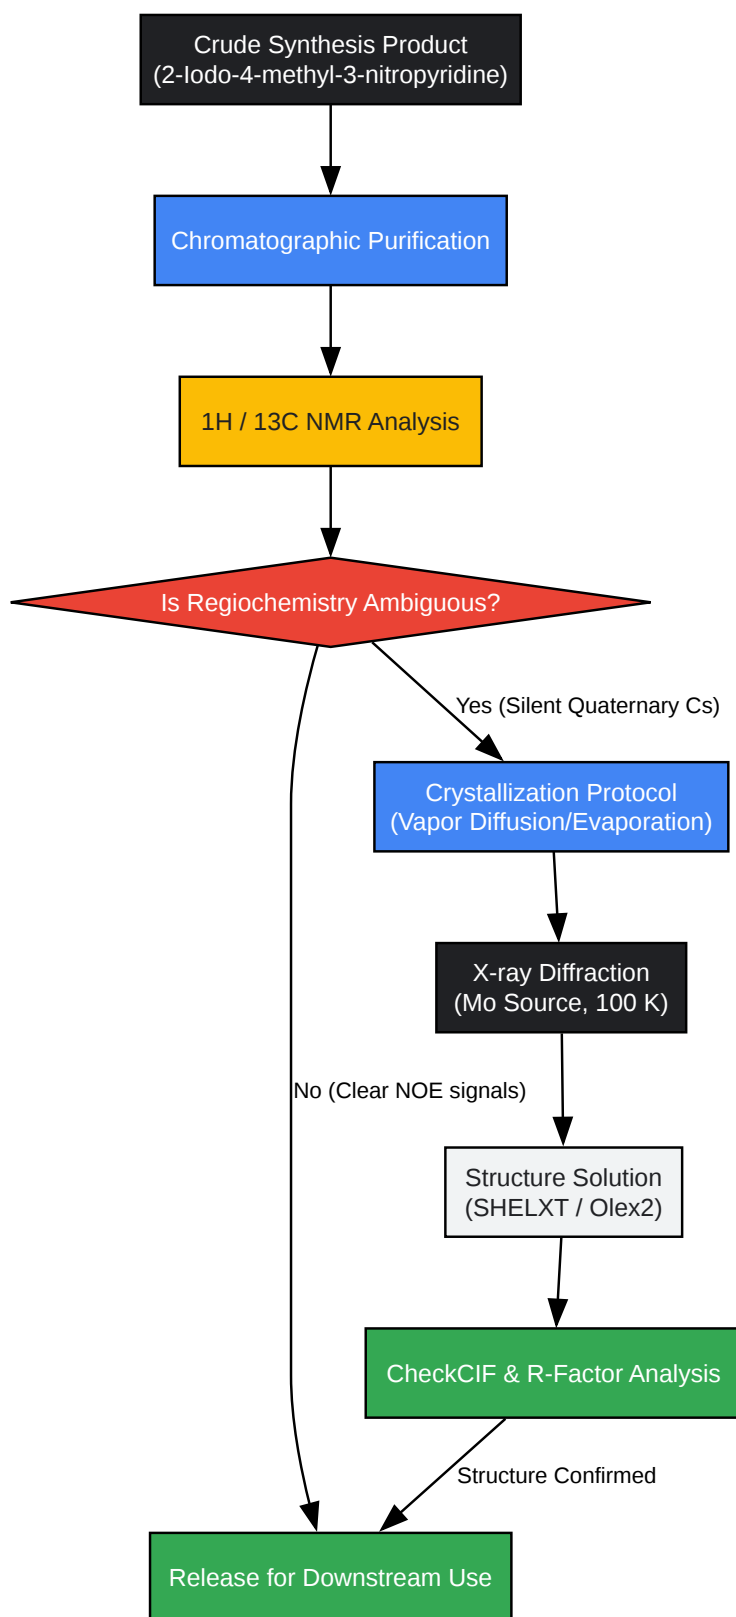 Crude Synthesis Product
(2-Iodo-4-methyl-3-nitropyridine)
Chromatographic Purification
1H / 13C NMR Analysis
Is Regiochemistry Ambiguous?
Yes (Silent Quaternary Cs)
Crystallization Protocol
(Vapor Diffusion/Evaporation)
X-ray Diffraction
(Mo Source, 100 K)
No (Clear NOE signals)
Structure Solution
(SHELXT / Olex2)
CheckCIF & R-Factor Analysis
Structure Confirmed
Release for Downstream Use